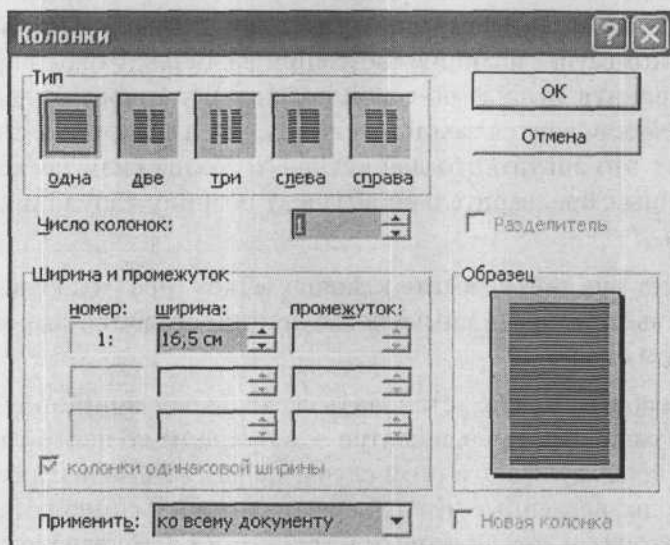 Колонки
Тип
одна две три слева справа
ОК
Отмена
Число колонок: 1
Разделитель
Ширина и промежуток
номер: ширина: промежуток:
1: 16,5 см
колонки одинаковой ширины
Образец
Применить: ко всему документу
Новая колонка